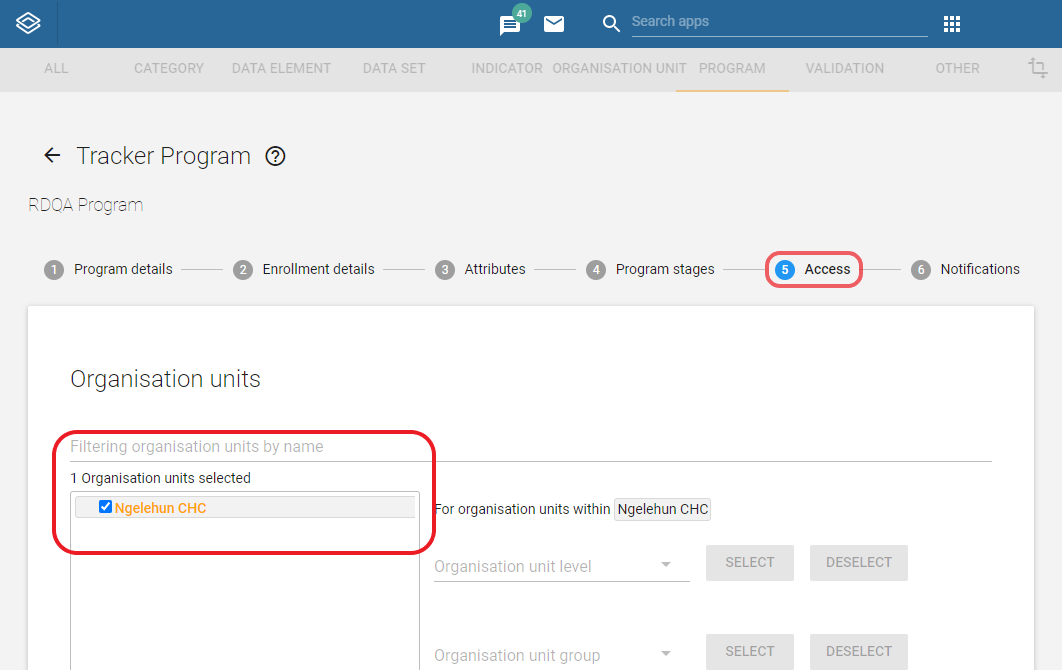 41
Search apps
ALL CATEGORY DATA ELEMENT DATA SET INDICATOR ORGANISATION UNIT PROGRAM VALIDATION OTHER
Tracker Program ?
RDQA Program
1 Program details 2 Enrollment details 3 Attributes 4 Program stages 5 Access 6 Notifications
Organisation units
Filtering organisation units by name
1 Organisation units selected
Ngelehun CHC
For organisation units within Ngelehun CHC
Organisation unit level SELECT DESELECT
Organisation unit group SELECT DESELECT